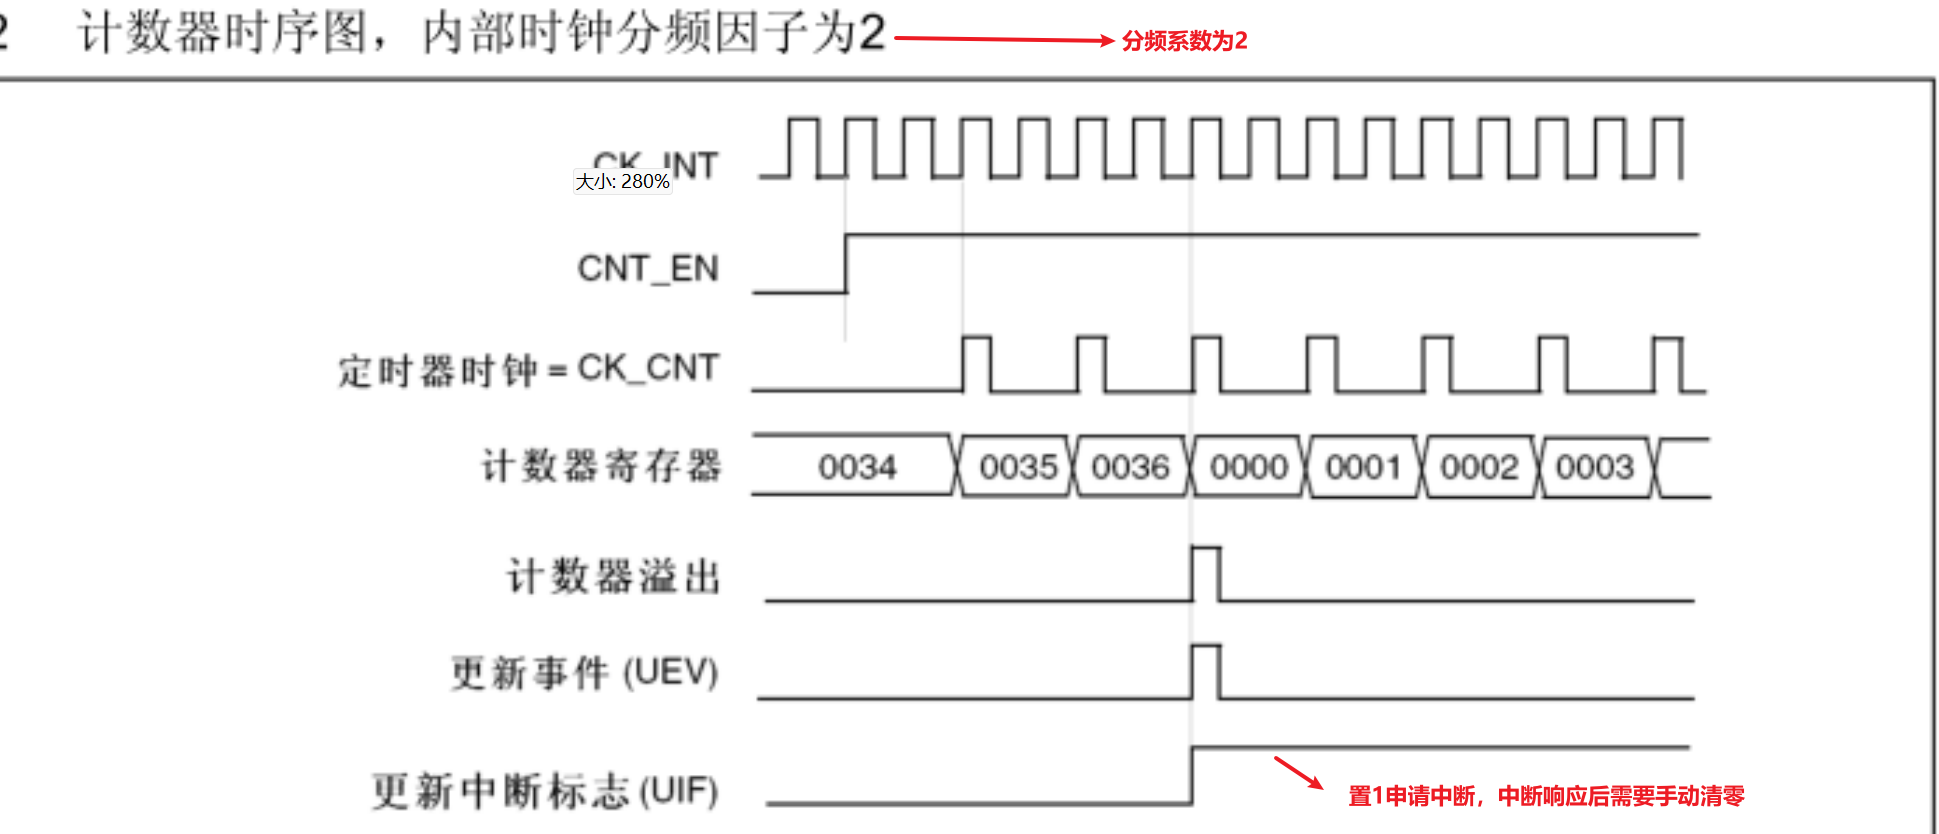 2 计数器时序图，内部时钟分频因子为2
分频系数为2
CK_INT
大小: 280%
CNT_EN
定时器时钟 = CK_CNT
计数器寄存器 0034 0035 0036 0000 0001 0002 0003
计数器溢出
更新事件 (UEV)
更新中断标志 (UIF)
置1申请中断，中断响应后需要手动清零